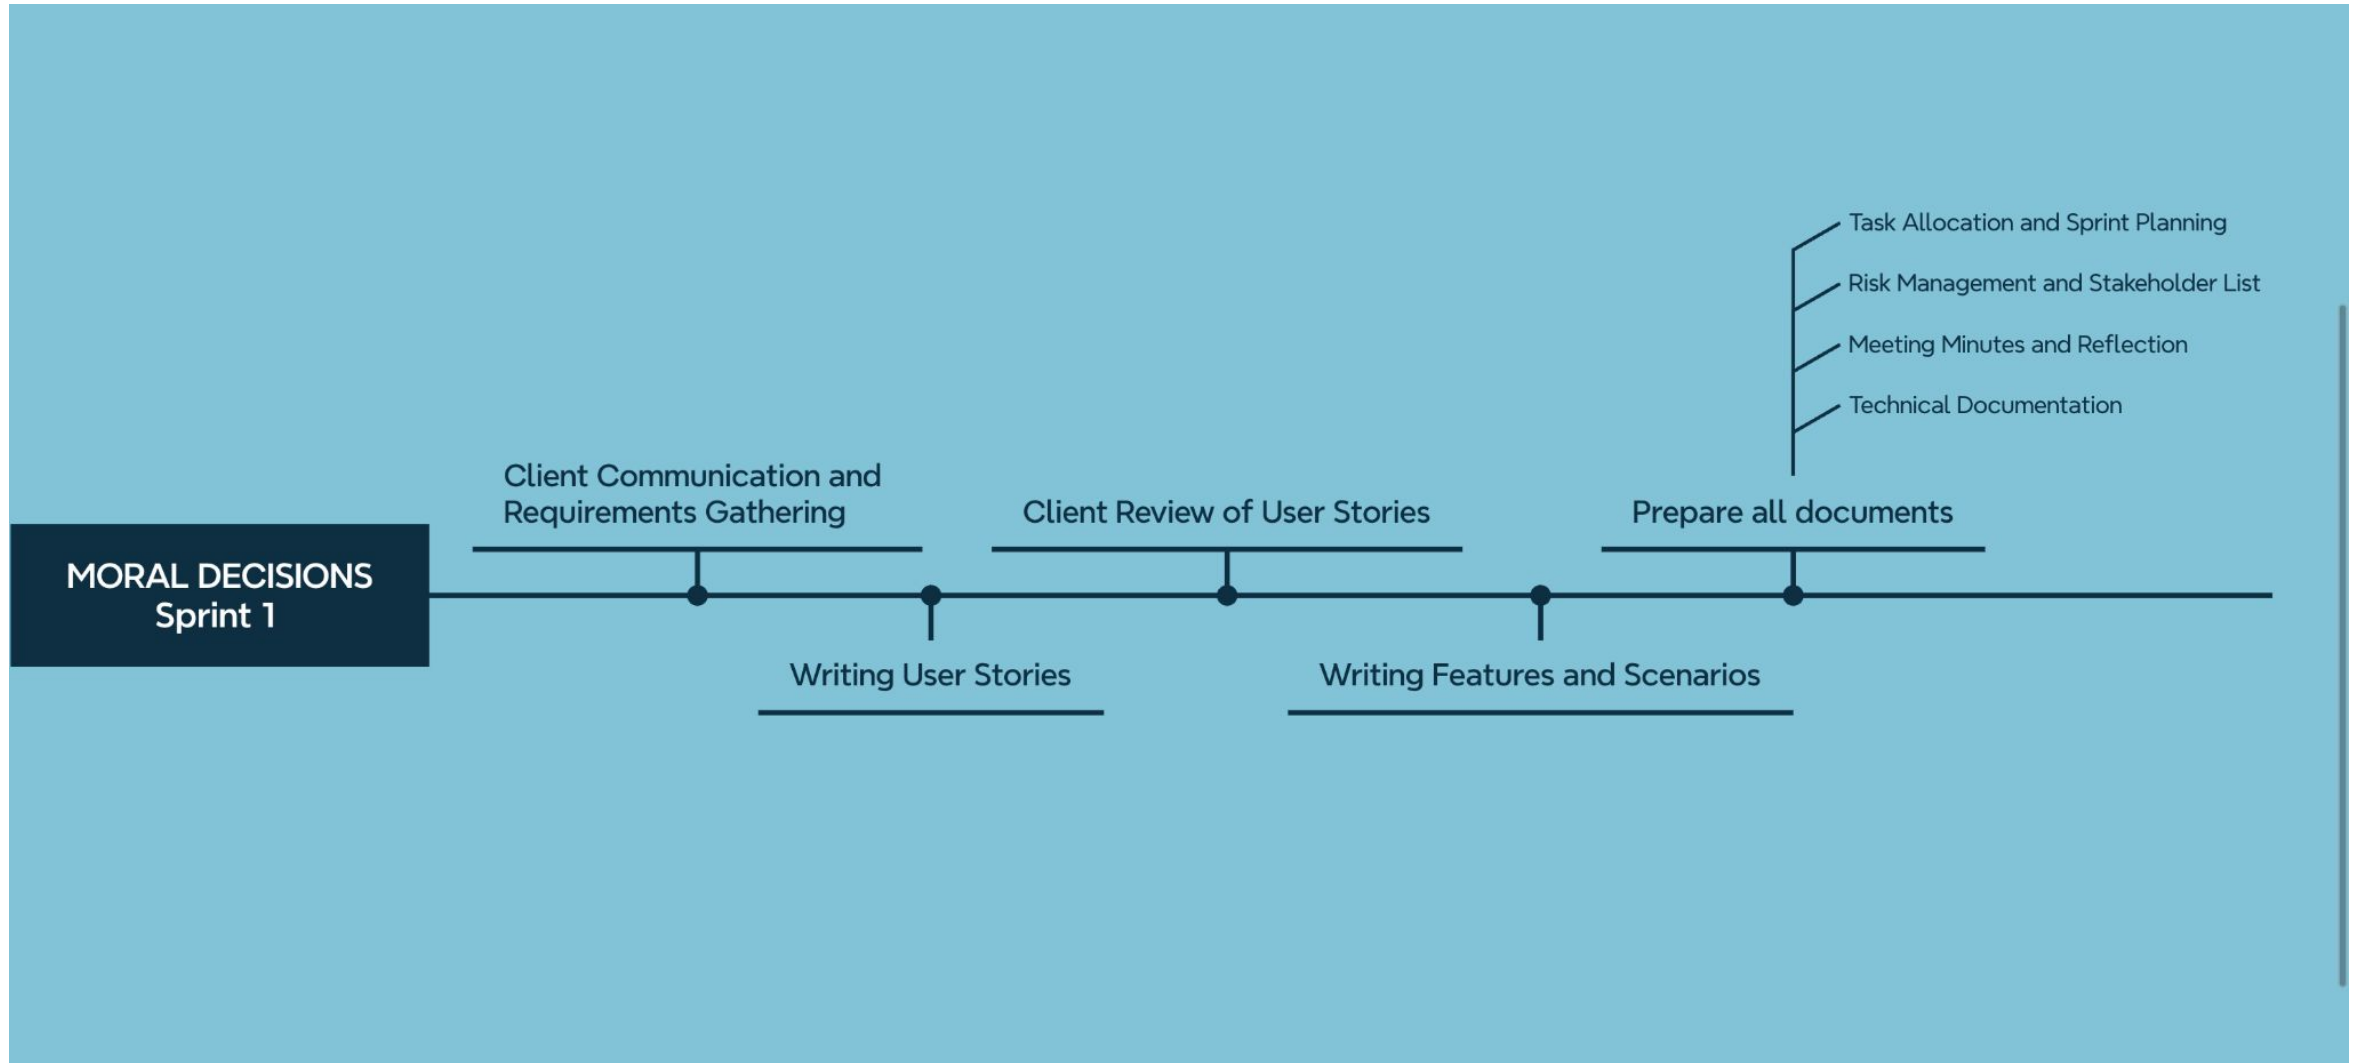 MORAL DECISIONS
Sprint 1
Client Communication and
Requirements Gathering
Writing User Stories
Client Review of User Stories
Writing Features and Scenarios
Prepare all documents
Task Allocation and Sprint Planning
Risk Management and Stakeholder List
Meeting Minutes and Reflection
Technical Documentation